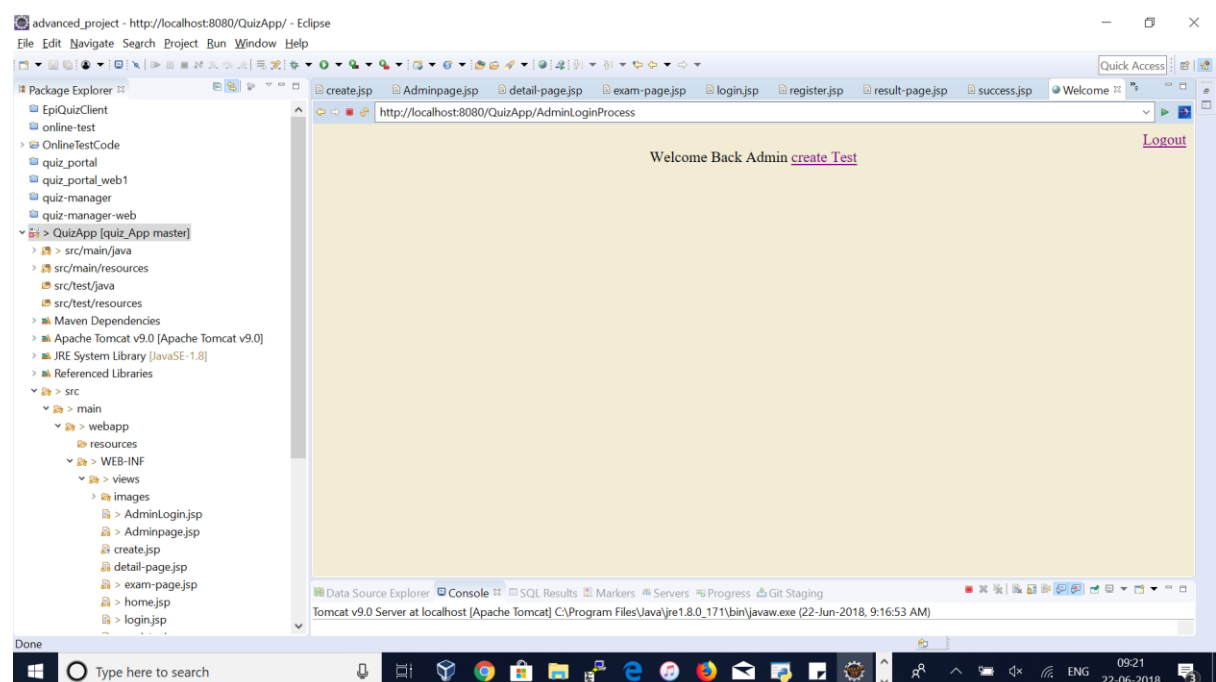 advanced_project - http://localhost:8080/QuizApp/ - Eclipse
File Edit Navigate Search Project Run Window Help
Quick Access
Package Explorer
create.jsp Adminpage.jsp detail-page.jsp exam-page.jsp login.jsp register.jsp result-page.jsp success.jsp Welcome
http://localhost:8080/QuizApp/AdminLoginProcess
Logout
Welcome Back Admin create Test
EpiQuizClient
online-test
OnlineTestCode
quiz_portal
quiz_portal_web1
quiz-manager
quiz-manager-web
> QuizApp [quiz_App master]
> src/main/java
src/main/resources
src/test/java
src/test/resources
Maven Dependencies
Apache Tomcat v9.0 [Apache Tomcat v9.0]
JRE System Library [JavaSE-1.8]
Referenced Libraries
> src
> main
> webapp
resources
> WEB-INF
> views
> images
> AdminLogin.jsp
> Adminpage.jsp
create.jsp
detail-page.jsp
> exam-page.jsp
> home.jsp
> login.jsp
Data Source Explorer Console SQL Results Markers Servers Progress Git Staging
Tomcat v9.0 Server at localhost [Apache Tomcat] C:\Program Files\Java\jre1.8.0_171\bin\javaw.exe (22-Jun-2018, 9:16:53 AM)
Done
Type here to search
ENG
09:21
22-06-2018
3